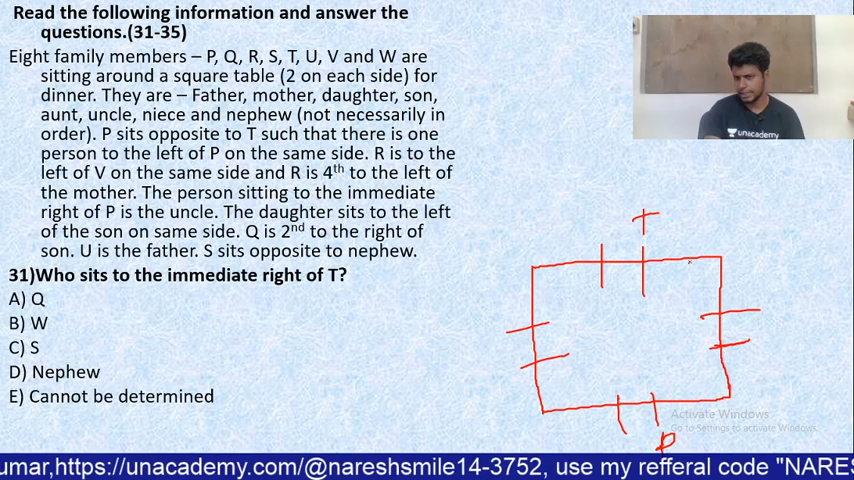 Read the following information and answer the
questions.(31-35)
Eight family members – P, Q, R, S, T, U, V and W are
sitting around a square table (2 on each side) for
dinner. They are – Father, mother, daughter, son,
aunt, uncle, niece and nephew (not necessarily in
order). P sits opposite to T such that there is one
person to the left of P on the same side. R is to the
left of V on the same side and R is 4th to the left of
the mother. The person sitting to the immediate
right of P is the uncle. The daughter sits to the left
of the son on same side. Q is 2nd to the right of
son. U is the father. S sits opposite to nephew.
31)Who sits to the immediate right of T?
A) Q
B) W
C) S
D) Nephew
E) Cannot be determined
unacademy
T
P
Activate Windows
Go to Settings to activate Windows.
umar,https://unacademy.com/@nareshsmile14-3752, use my refferal code "NARES